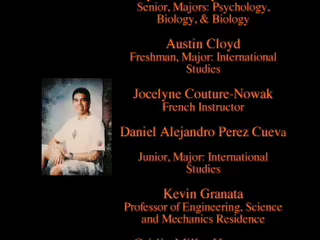 Senior, Majors: Psychology,
Biology, & Biology
Austin Cloyd
Freshman, Major: International
Studies
Jocelyne Couture-Nowak
French Instructor
Daniel Alejandro Perez Cueva
Junior, Major: International
Studies
Kevin Granata
Professor of Engineering, Science
and Mechanics Residence